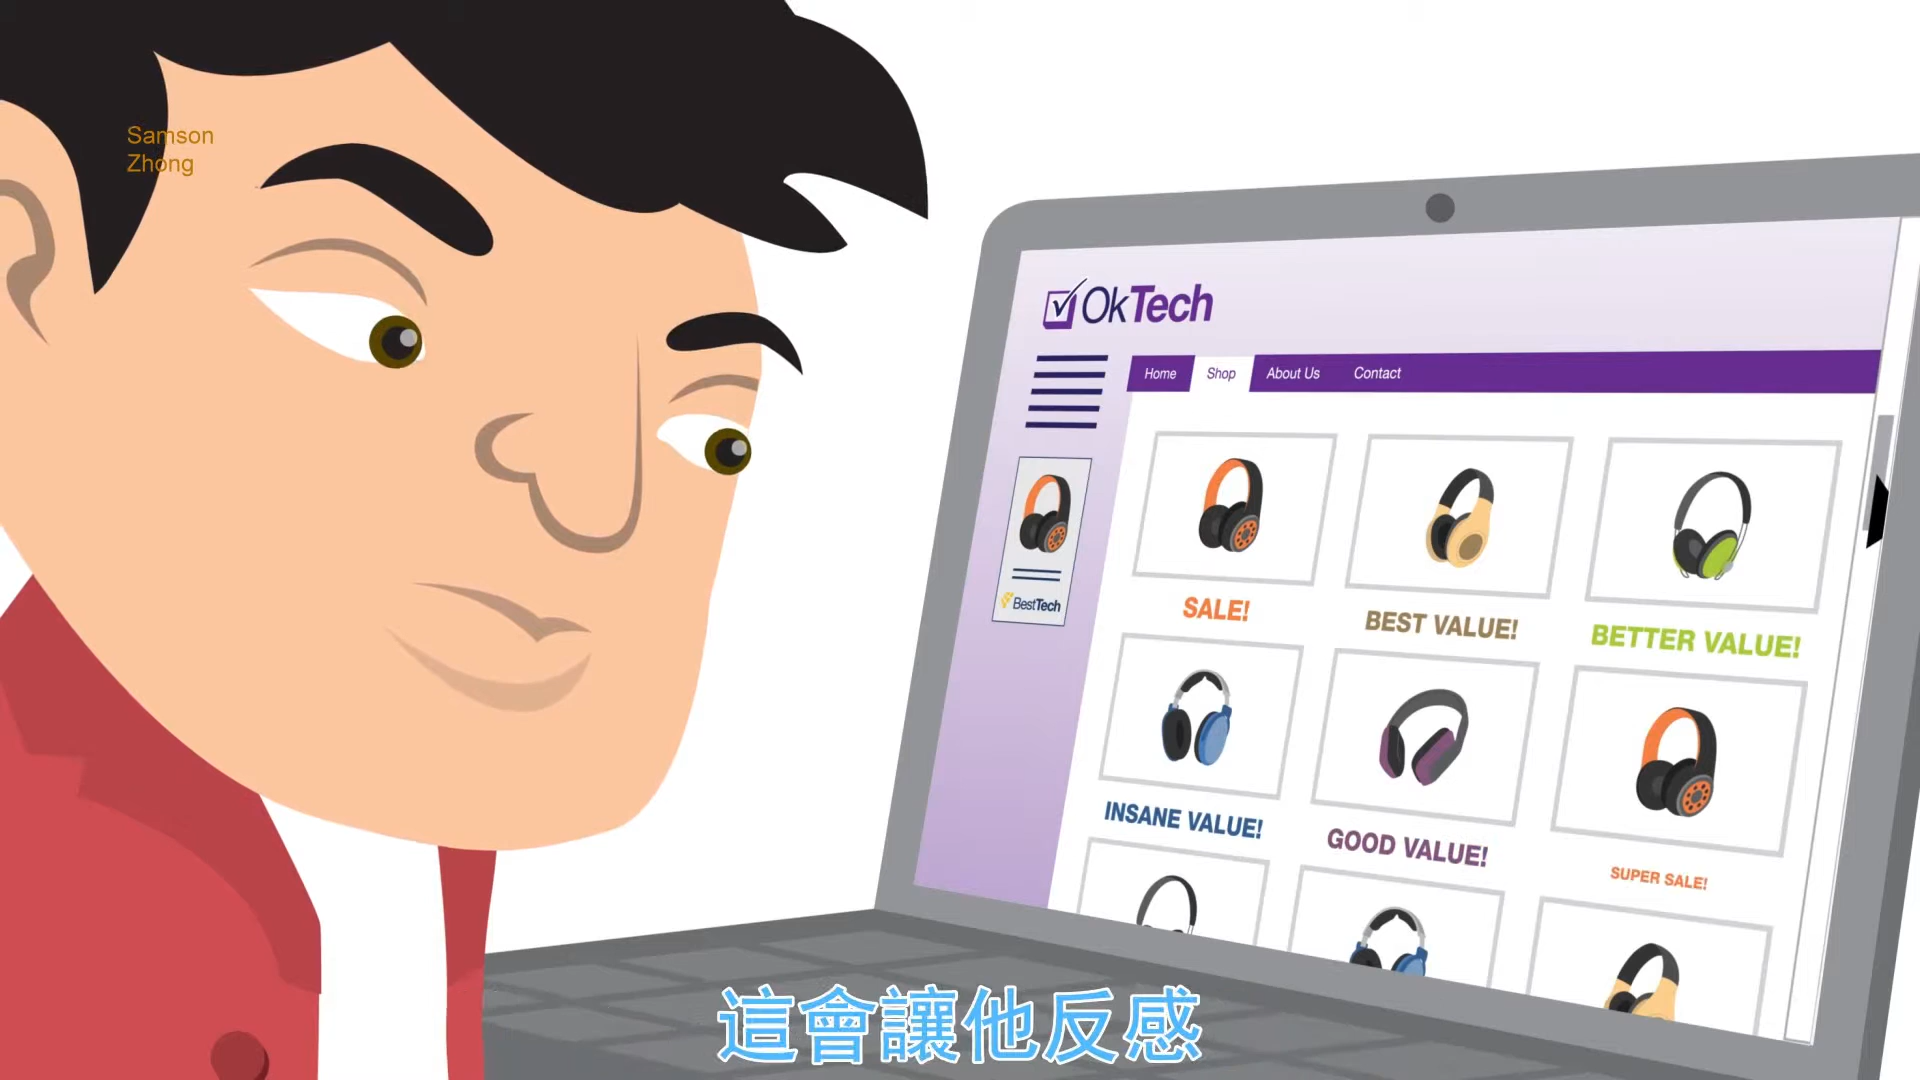 Samson
Zhong
OkTech
Home Shop About Us Contact
BestTech
SALE! BEST VALUE! BETTER VALUE!
INSANE VALUE! GOOD VALUE! SUPER SALE!
這會讓他反感